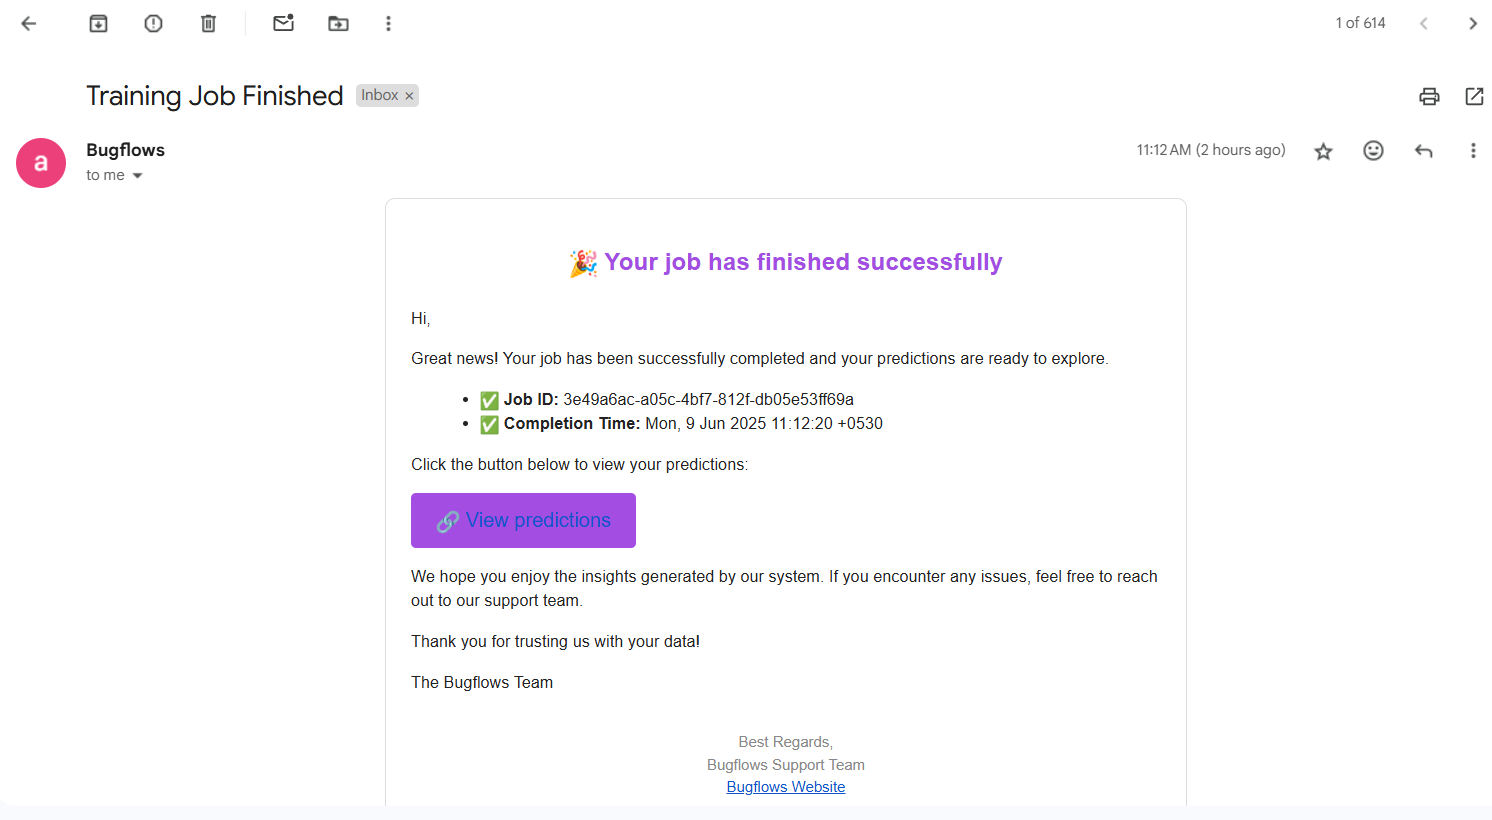 1 of 614
Training Job Finished Inbox ×
a
Bugflows
to me
11:12 AM (2 hours ago)
🎉 Your job has finished successfully
Hi,
Great news! Your job has been successfully completed and your predictions are ready to explore.
• ✅ Job ID: 3e49a6ac-a05c-4bf7-812f-db05e53ff69a
• ✅ Completion Time: Mon, 9 Jun 2025 11:12:20 +0530
Click the button below to view your predictions:
🔗 View predictions
We hope you enjoy the insights generated by our system. If you encounter any issues, feel free to reach
out to our support team.
Thank you for trusting us with your data!
The Bugflows Team
Best Regards,
Bugflows Support Team
Bugflows Website